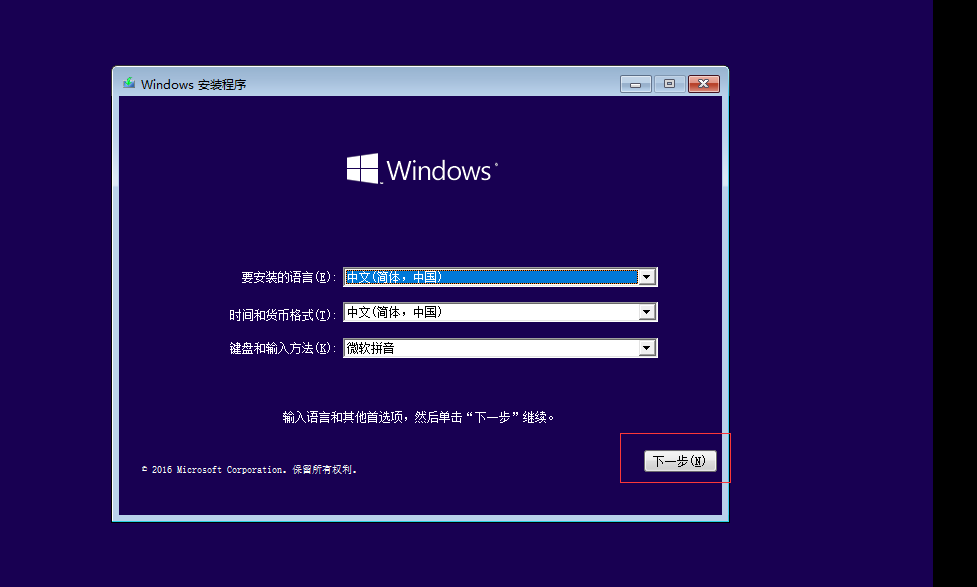 Windows 安装程序
Windows
要安装的语言(E): 中文(简体，中国)
时间和货币格式(T): 中文(简体，中国)
键盘和输入方法(K): 微软拼音
输入语言和其他首选项，然后单击“下一步”继续。
© 2016 Microsoft Corporation。保留所有权利。
下一步(N)